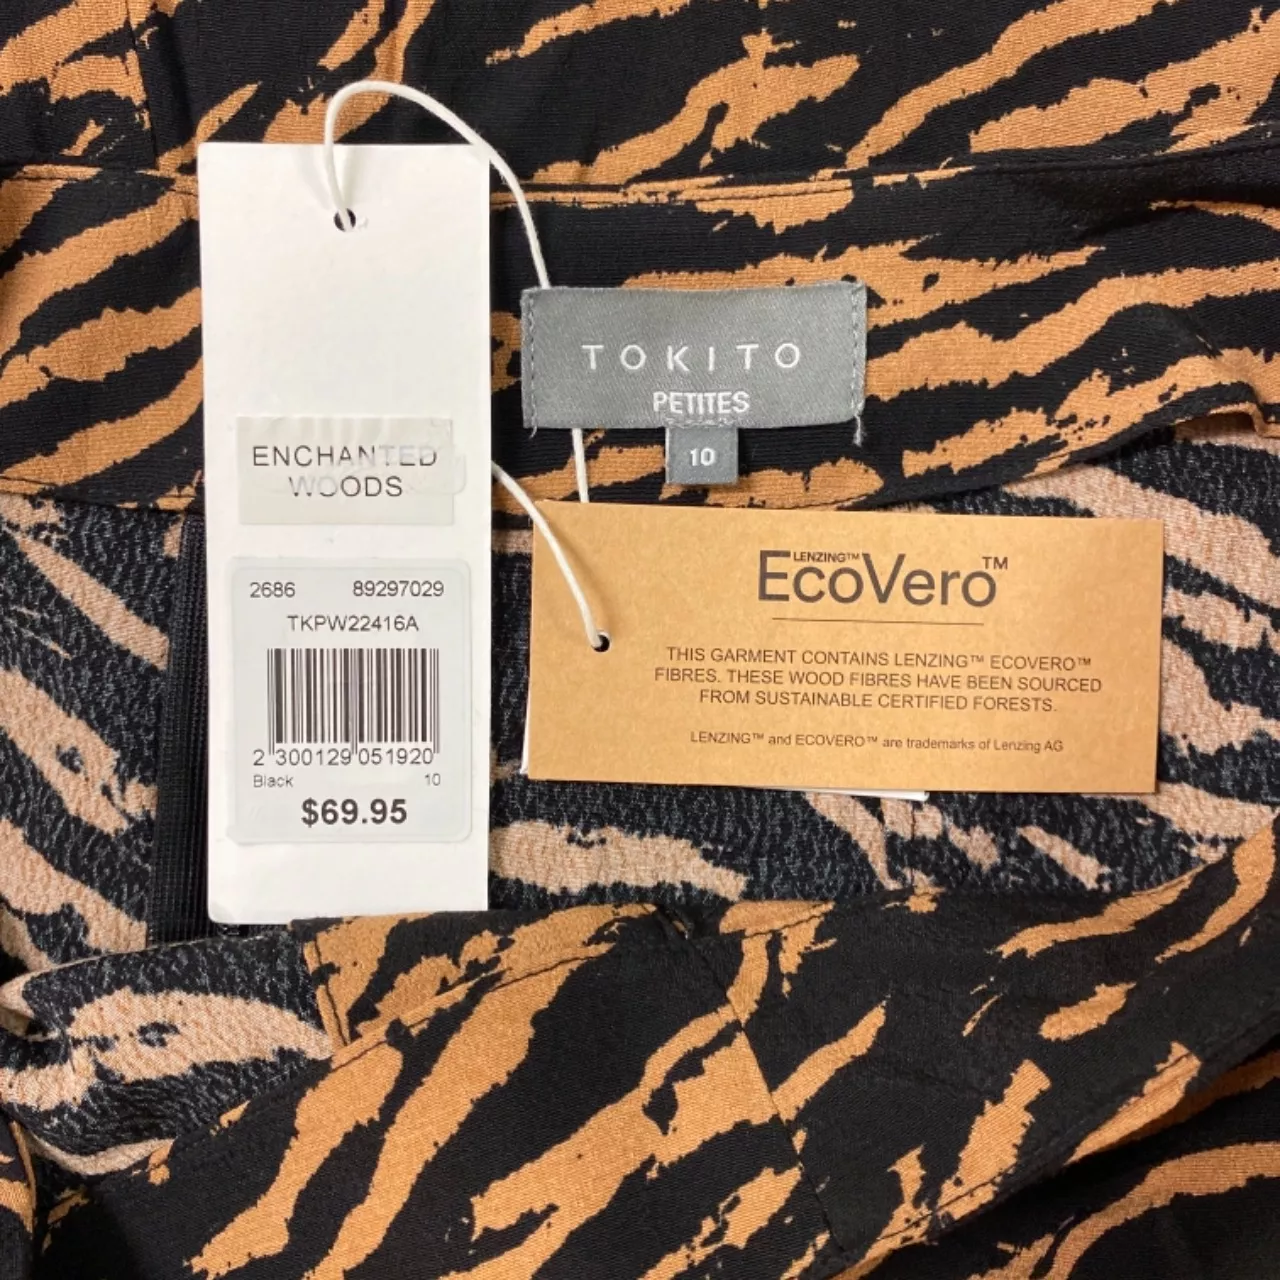 TOKITO
PETITES
10
ENCHANTED
WOODS
2686 89297029
TKPW22416A
2 300129 051920
Black 10
$69.95
LENZING™
EcoVero™
THIS GARMENT CONTAINS LENZING™ ECOVERO™
FIBRES. THESE WOOD FIBRES HAVE BEEN SOURCED
FROM SUSTAINABLE CERTIFIED FORESTS.
LENZING™ and ECOVERO™ are trademarks of Lenzing AG